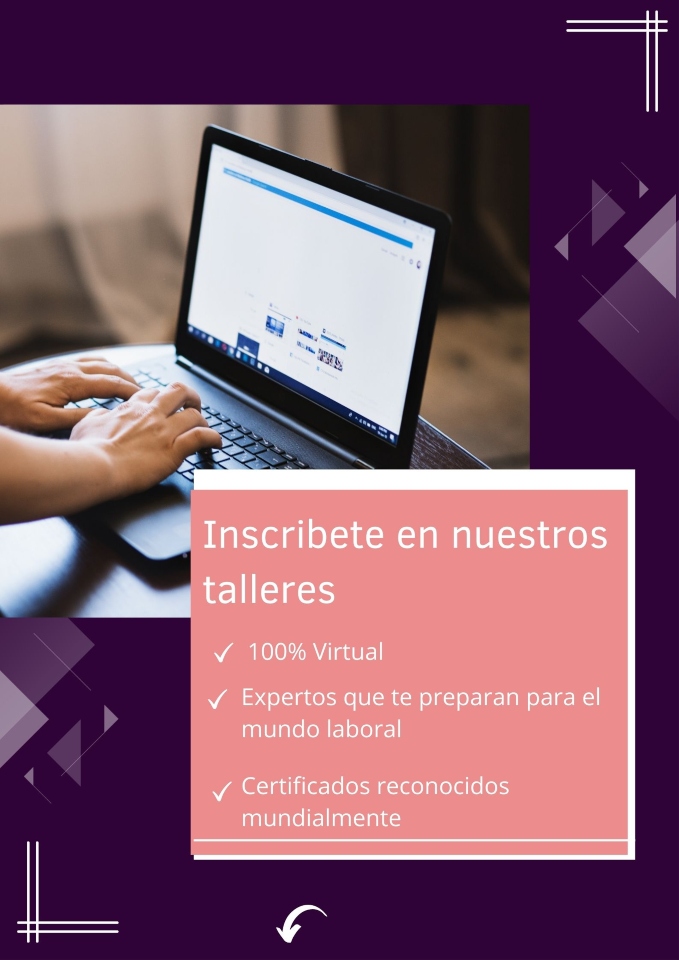 Inscribete en nuestros
talleres
100% Virtual
Expertos que te preparan para el
mundo laboral
Certificados reconocidos
mundialmente